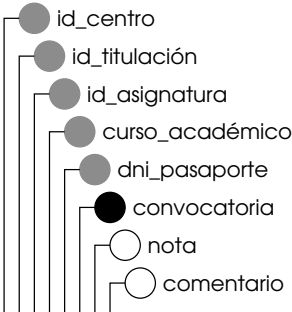 id_centro
id_titulación
id_asignatura
curso_académico
dni_pasaporte
convocatoria
nota
comentario